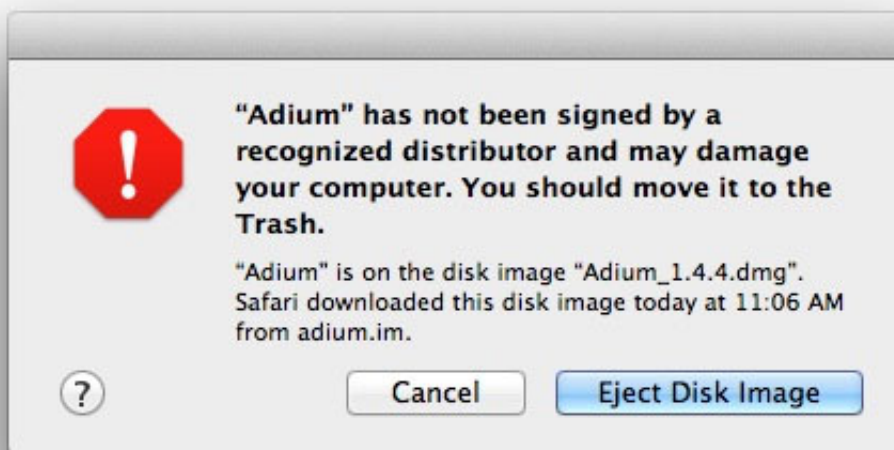 “Adium” has not been signed by a
recognized distributor and may damage
your computer. You should move it to the
Trash.
“Adium” is on the disk image “Adium_1.4.4.dmg”.
Safari downloaded this disk image today at 11:06 AM
from adium.im.
? Cancel Eject Disk Image